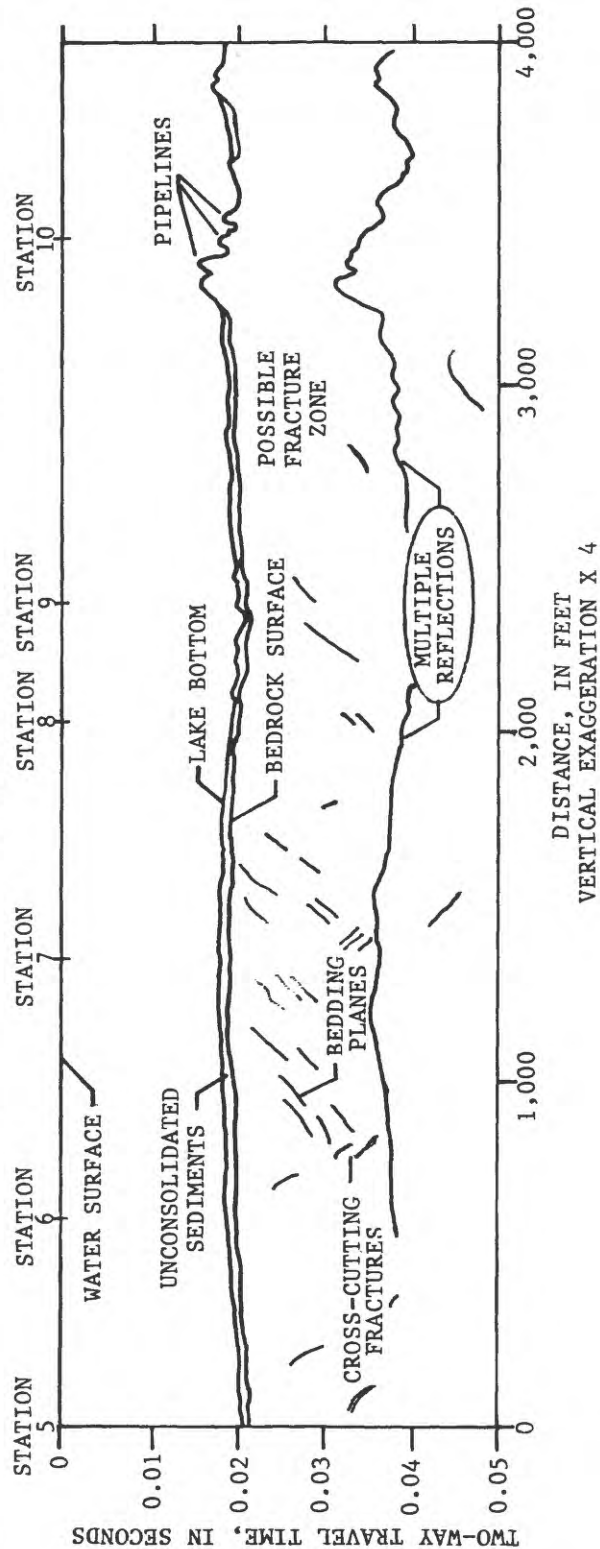 STATION
5
STATION
6
STATION
7
STATION
8
STATION
9
STATION
10
WATER SURFACE
UNCONSOLIDATED
SEDIMENTS
LAKE BOTTOM
BEDROCK SURFACE
PIPELINES
POSSIBLE
FRACTURE
ZONE
BEDDING
PLANES
CROSS-CUTTING
FRACTURES
MULTIPLE
REFLECTIONS
TWO-WAY TRAVEL TIME, IN SECONDS
0
0.01
0.02
0.03
0.04
0.05
0
1,000
2,000
3,000
4,000
DISTANCE, IN FEET
VERTICAL EXAGGERATION X 4